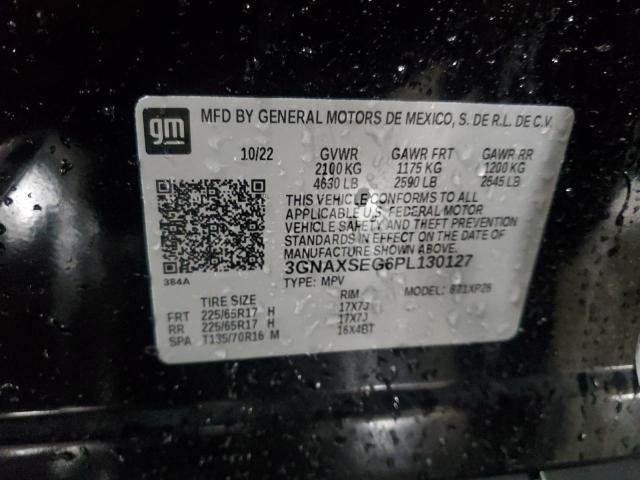 gm
MFD BY GENERAL MOTORS DE MEXICO, S. DE R.L. DE C.V.
10/22 GVWR GAWR FRT GAWR RR
2100 KG 1175 KG 1200 KG
4630 LB 2590 LB 2645 LB
THIS VEHICLE CONFORMS TO ALL
APPLICABLE U.S. FEDERAL MOTOR
VEHICLE SAFETY AND THEFT PREVENTION
STANDARDS IN EFFECT ON THE DATE OF
MANUFACTURE SHOWN ABOVE.
3GNAXSEG6PL130127
384A TYPE: MPV MODEL: 1XP26
TIRE SIZE RIM
FRT 225/65R17 H 17X7J
RR 225/65R17 H 17X7J
SPA T135/70R16 M 16X4BT